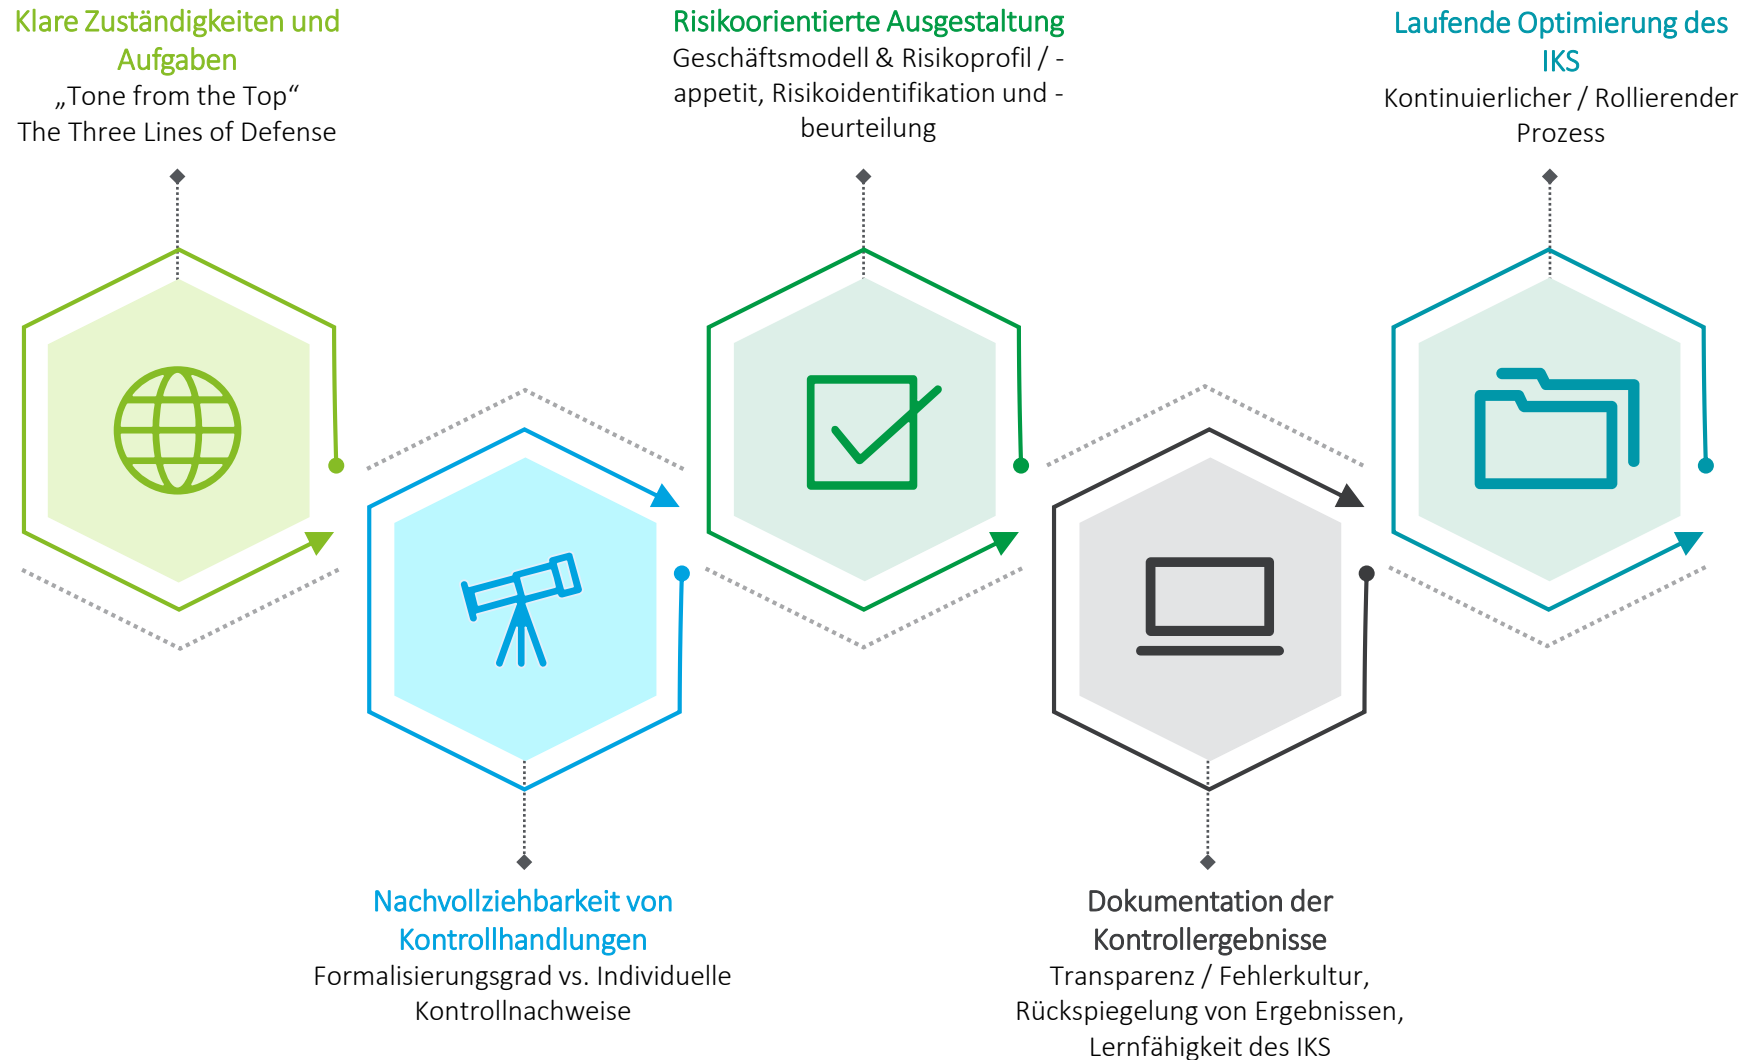 Klare Zuständigkeiten und
Aufgaben
„Tone from the Top“
The Three Lines of Defense
Nachvollziehbarkeit von
Kontrollhandlungen
Formalisierungsgrad vs. Individuelle
Kontrollnachweise
Risikoorientierte Ausgestaltung
Geschäftsmodell & Risikoprofil / -
appetit, Risikoidentifikation und -
beurteilung
Dokumentation der
Kontrollergebnisse
Transparenz / Fehlerkultur,
Rückspiegelung von Ergebnissen,
Lernfähigkeit des IKS
Laufende Optimierung des
IKS
Kontinuierlicher / Rollierender
Prozess